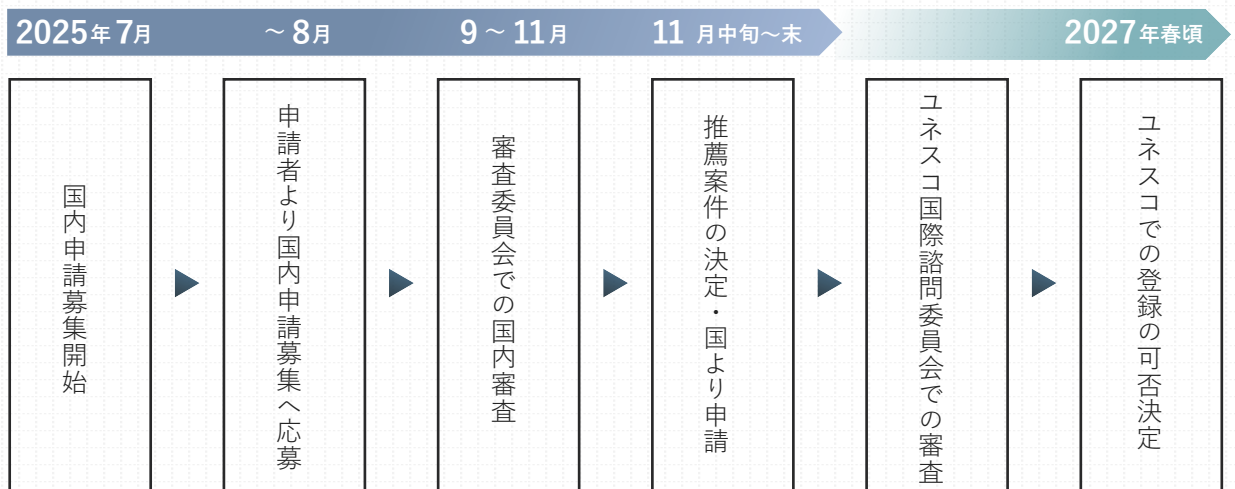 2025年7月
～8月
9～11月
11月中旬～末
2027年春頃
国内申請募集開始
申請者より国内申請募集へ応募
審査委員会での国内審査
推薦案件の決定・国より申請
ユネスコ国際諮問委員会での審査
ユネスコでの登録の可否決定